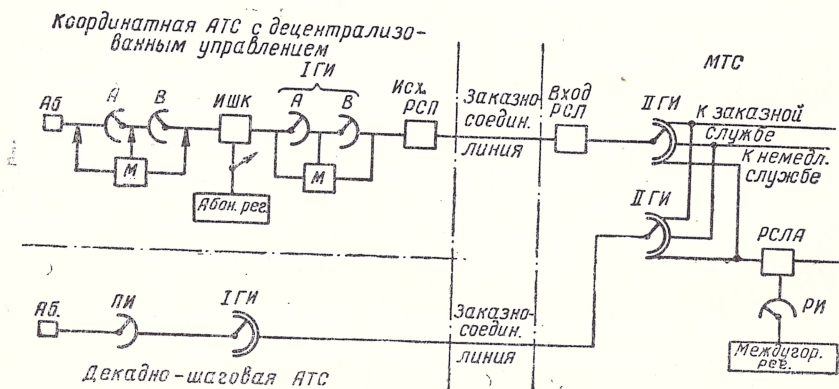 Координатная АТС с децентрализо-
ванным управлением
I ГИ
Аб
А
В
ИШК
А
В
Исх.
РСП
Заказно-
соедин.
линия
Вход
РСЛ
МТС
II ГИ
К заказной
службе
К немедл.
службе
М
М
Абон. рег.
II ГИ
РСЛА
РИ
Междугор.
рег.
Аб.
ПИ
I ГИ
Заказно-
соедин.
линия
Декадно-шаговая АТС